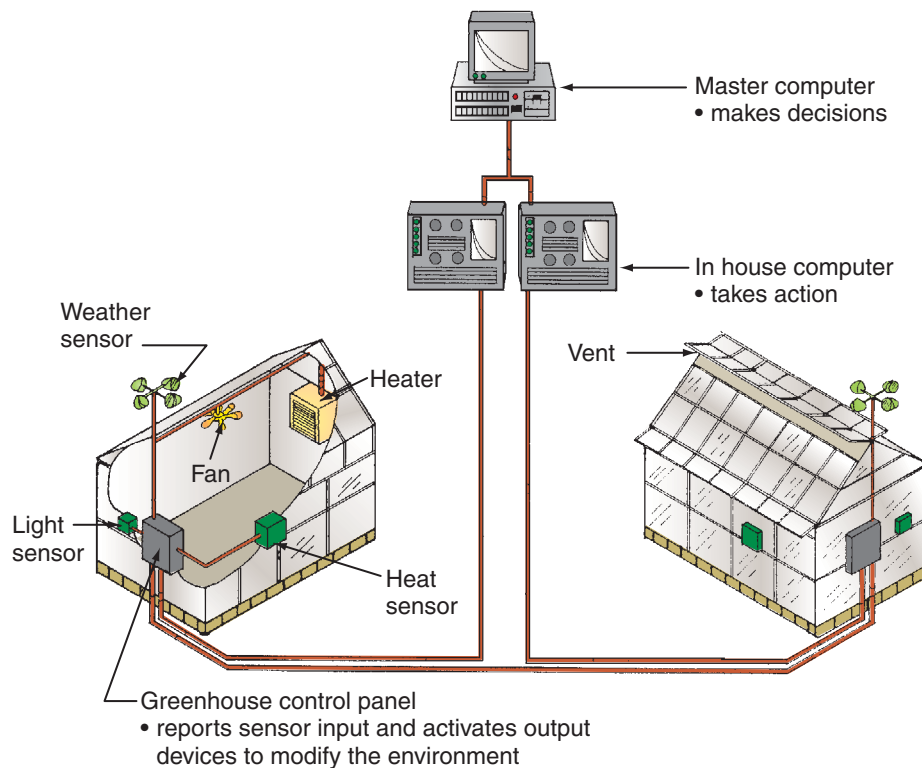 Master computer
• makes decisions
In house computer
• takes action
Weather
sensor
Vent
Heater
Fan
Light
sensor
Heat
sensor
Greenhouse control panel
• reports sensor input and activates output
devices to modify the environment